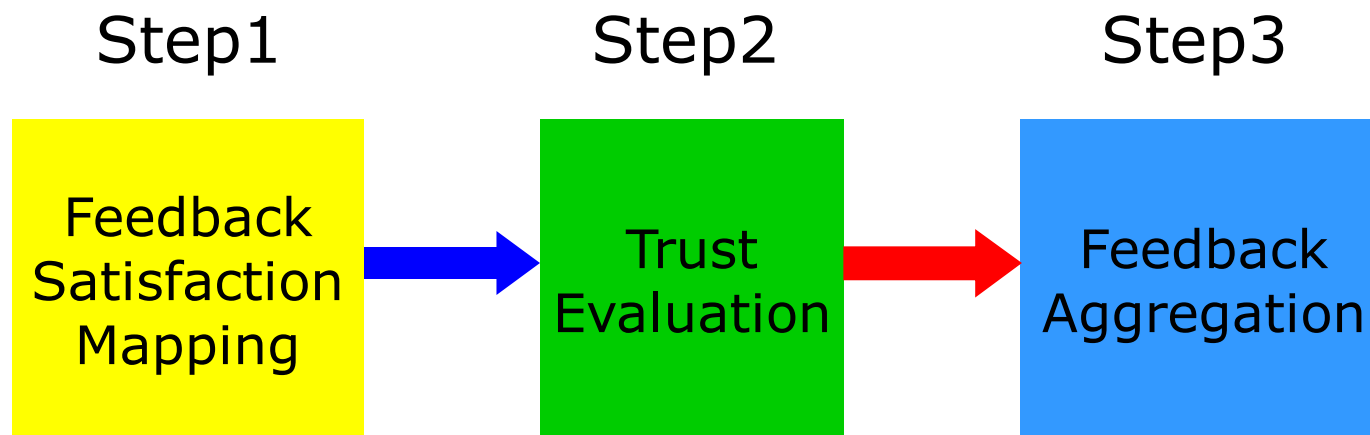 Step1
Feedback
Satisfaction
Mapping
Step2
Trust
Evaluation
Step3
Feedback
Aggregation